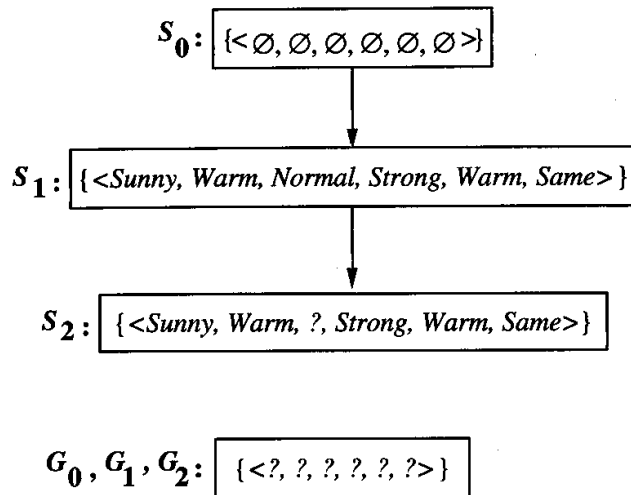 S₀: {<∅, ∅, ∅, ∅, ∅, ∅>}
S₁: {<Sunny, Warm, Normal, Strong, Warm, Same>}
S₂: {<Sunny, Warm, ?, Strong, Warm, Same>}
G₀, G₁, G₂: {<?, ?, ?, ?, ?, ?>}